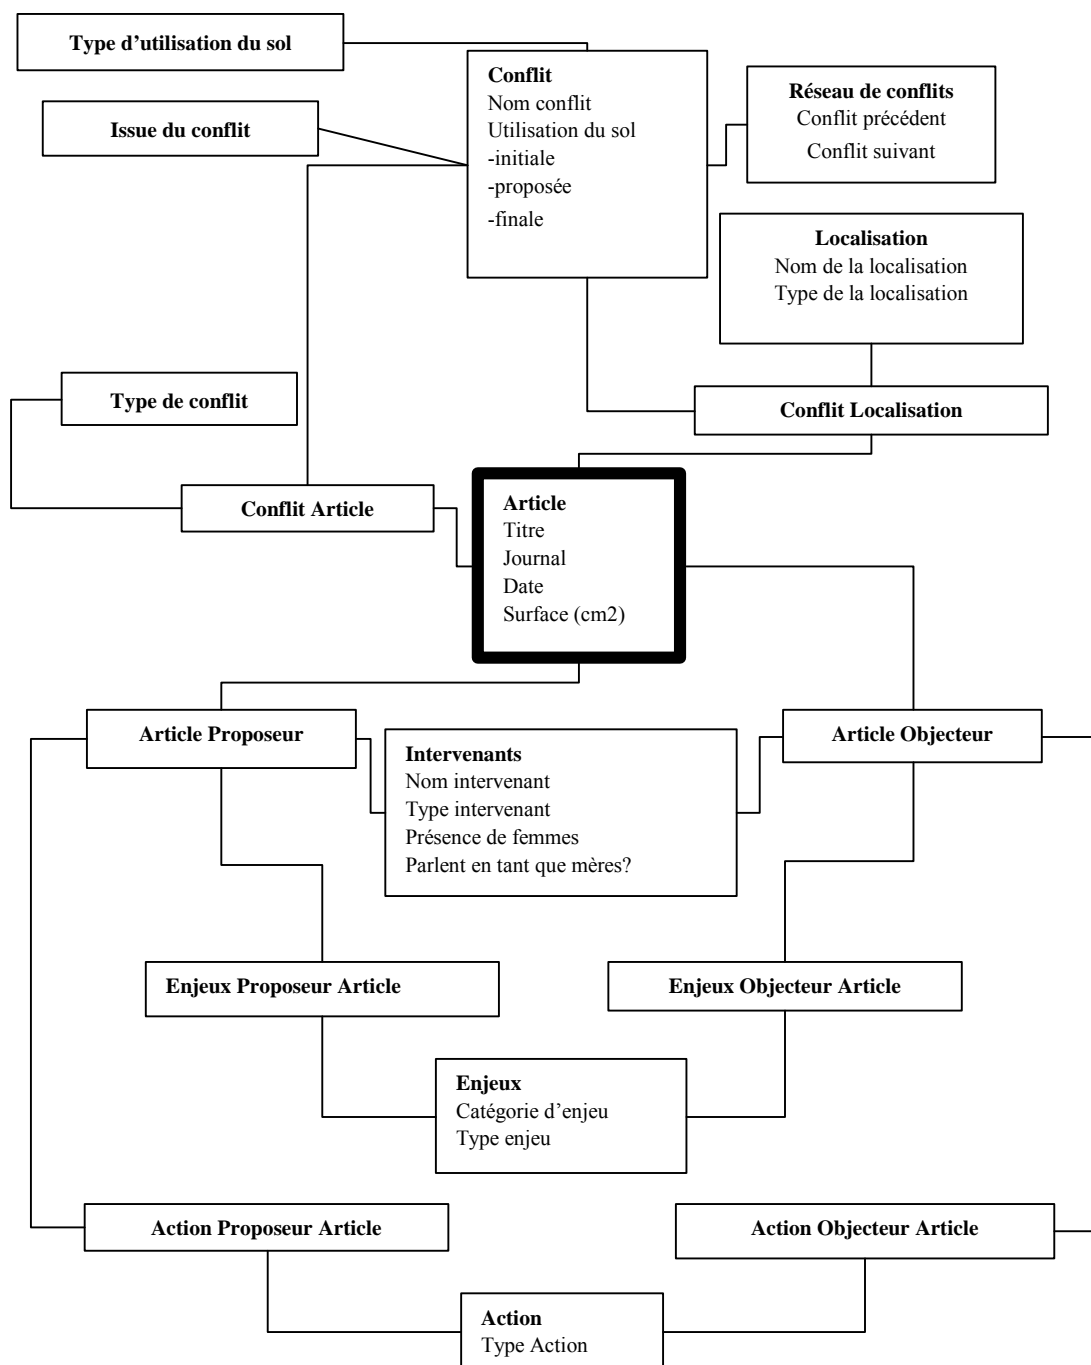 Type d’utilisation du sol
Conflit
Nom conflit
Utilisation du sol
-initiale
-proposée
-finale
Réseau de conflits
Conflit précédent
Conflit suivant
Issue du conflit
Localisation
Nom de la localisation
Type de la localisation
Type de conflit
Conflit Localisation
Conflit Article
Article
Titre
Journal
Date
Surface (cm2)
Article Proposeur
Intervenants
Nom intervenant
Type intervenant
Présence de femmes
Parlent en tant que mères?
Article Objecteur
Enjeux Proposeur Article
Enjeux Objecteur Article
Enjeux
Catégorie d’enjeu
Type enjeu
Action Proposeur Article
Action Objecteur Article
Action
Type Action